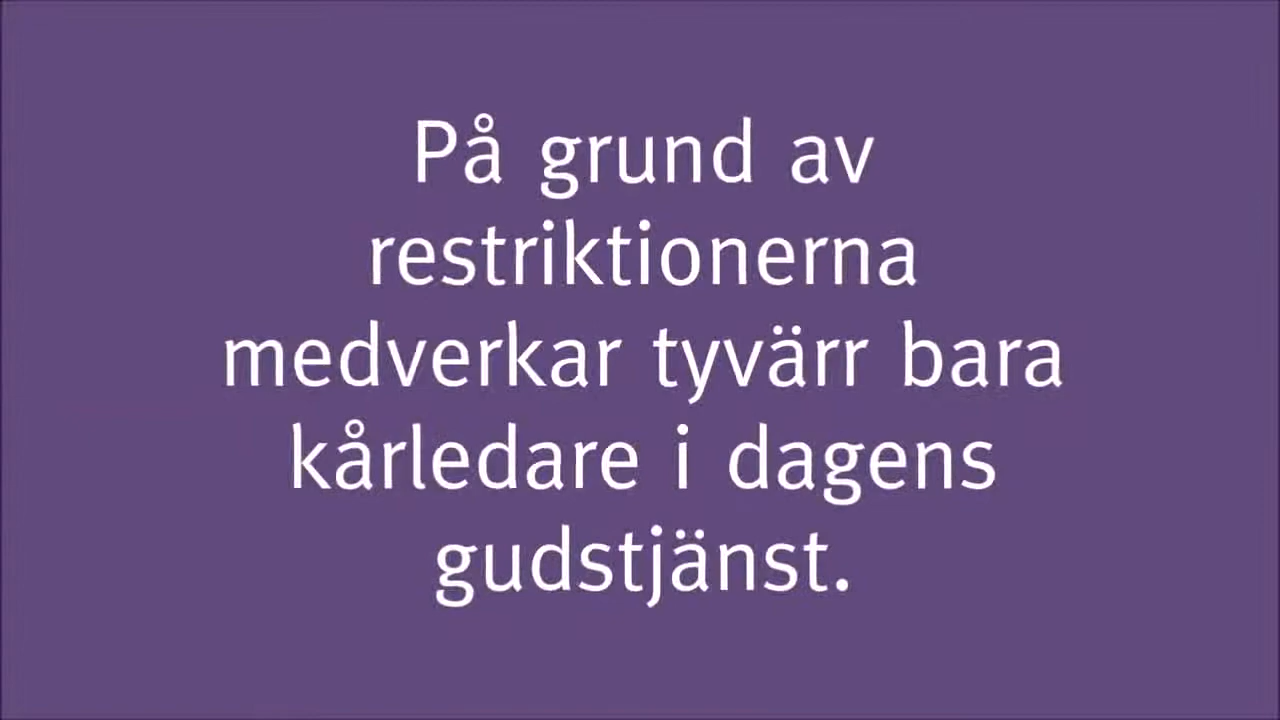 På grund av
restriktionerna
medverkar tyvärr bara
kårledare i dagens
gudstjänst.